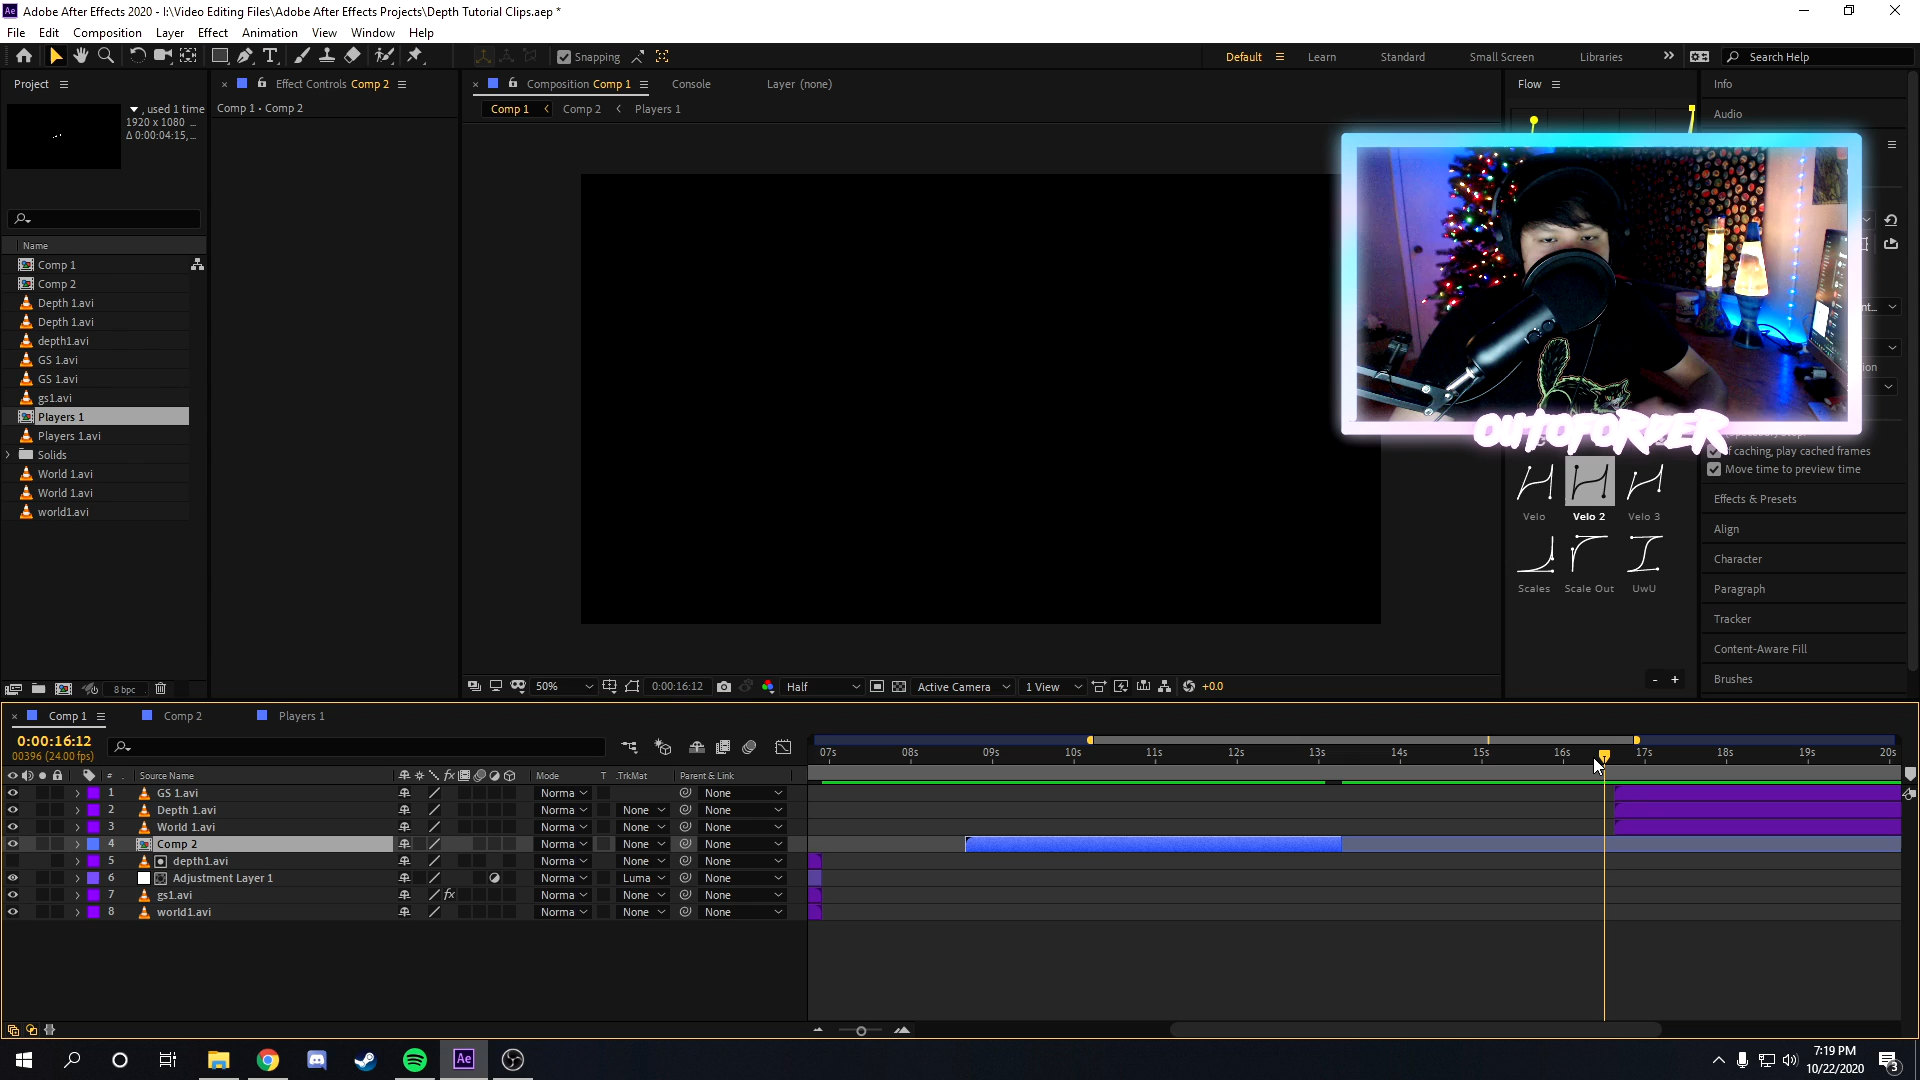 Adobe After Effects 2020 - I:\Video Editing Files\Adobe After Effects Projects\Depth Tutorial Clips.aep *
File Edit Composition Layer Effect Animation View Window Help
Snapping
Default Learn Standard Small Screen Libraries Search Help
Project
, used 1 time
1920 x 1080 ...
Δ 0:00:04:15, ...
Name
Comp 1
Comp 2
Depth 1.avi
Depth 1.avi
depth1.avi
GS 1.avi
GS 1.avi
gs1.avi
Players 1
Players 1.avi
Solids
World 1.avi
World 1.avi
world1.avi
8 bpc
Effect Controls Comp 2
Comp 1 • Comp 2
Composition Comp 1 Console Layer (none)
Comp 1 Comp 2 Players 1
50% 0:00:16:12 Half Active Camera 1 View +0.0
Flow
OUTOFORDER
Velo Velo 2 Velo 3
Scales Scale Out UwU
- +
Info
Audio
f caching, play cached frames
Move time to preview time
Effects & Presets
Align
Character
Paragraph
Tracker
Content-Aware Fill
Brushes
Comp 1 Comp 2 Players 1
0:00:16:12
00396 (24.00 fps)
# Source Name fx Mode T .TrkMat Parent & Link
07s 08s 09s 10s 11s 12s 13s 14s 15s 16s 17s 18s 19s 20s
1 GS 1.avi Norma None
2 Depth 1.avi Norma None None
3 World 1.avi Norma None None
4 Comp 2 Norma None None
5 depth1.avi Norma None None
6 Adjustment Layer 1 Norma Luma None
7 gs1.avi fx Norma None None
8 world1.avi Norma None None
Ae
7:19 PM
10/22/2020
3